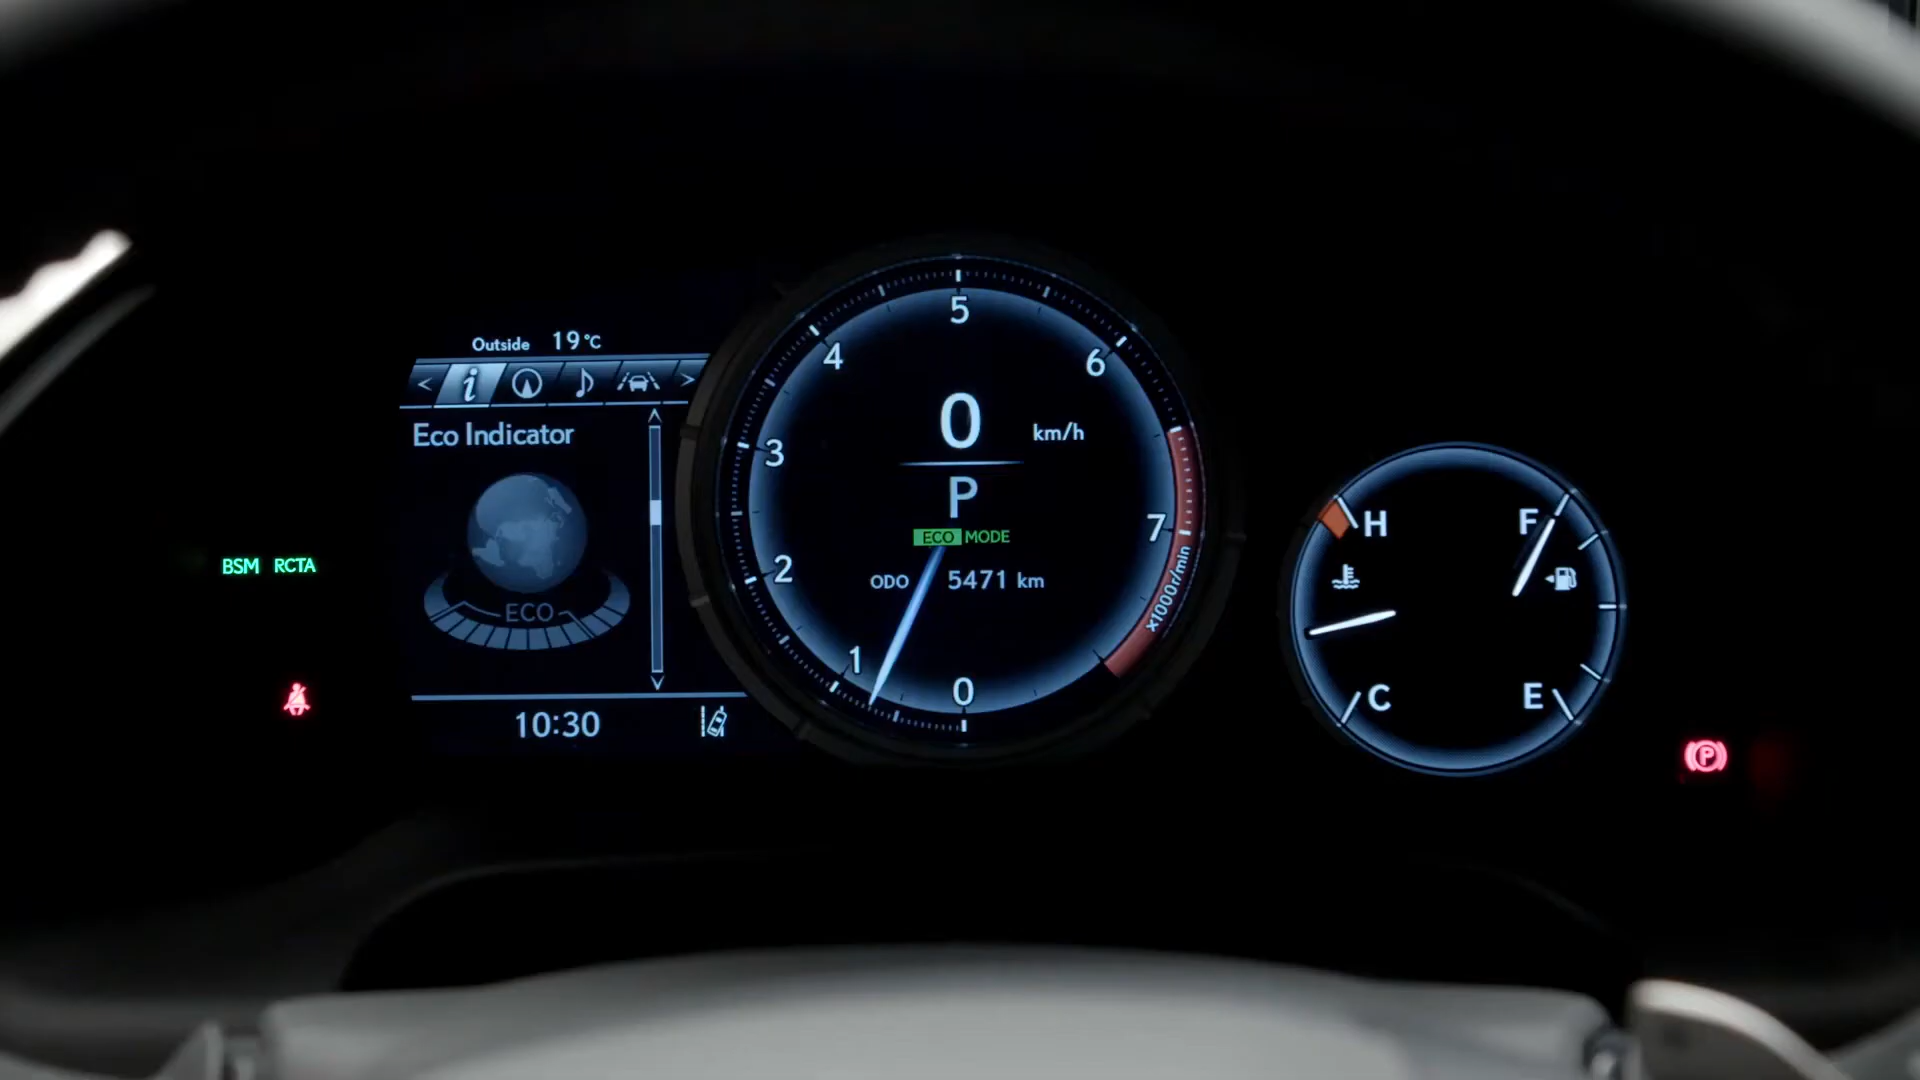 Outside 19°C
< i >
Eco Indicator
ECO
10:30
BSM RCTA
0 1 2 3 4 5 6 7
x1000r/min
0 km/h
P
ECO MODE
ODO 5471 km
H
C
F
E
P